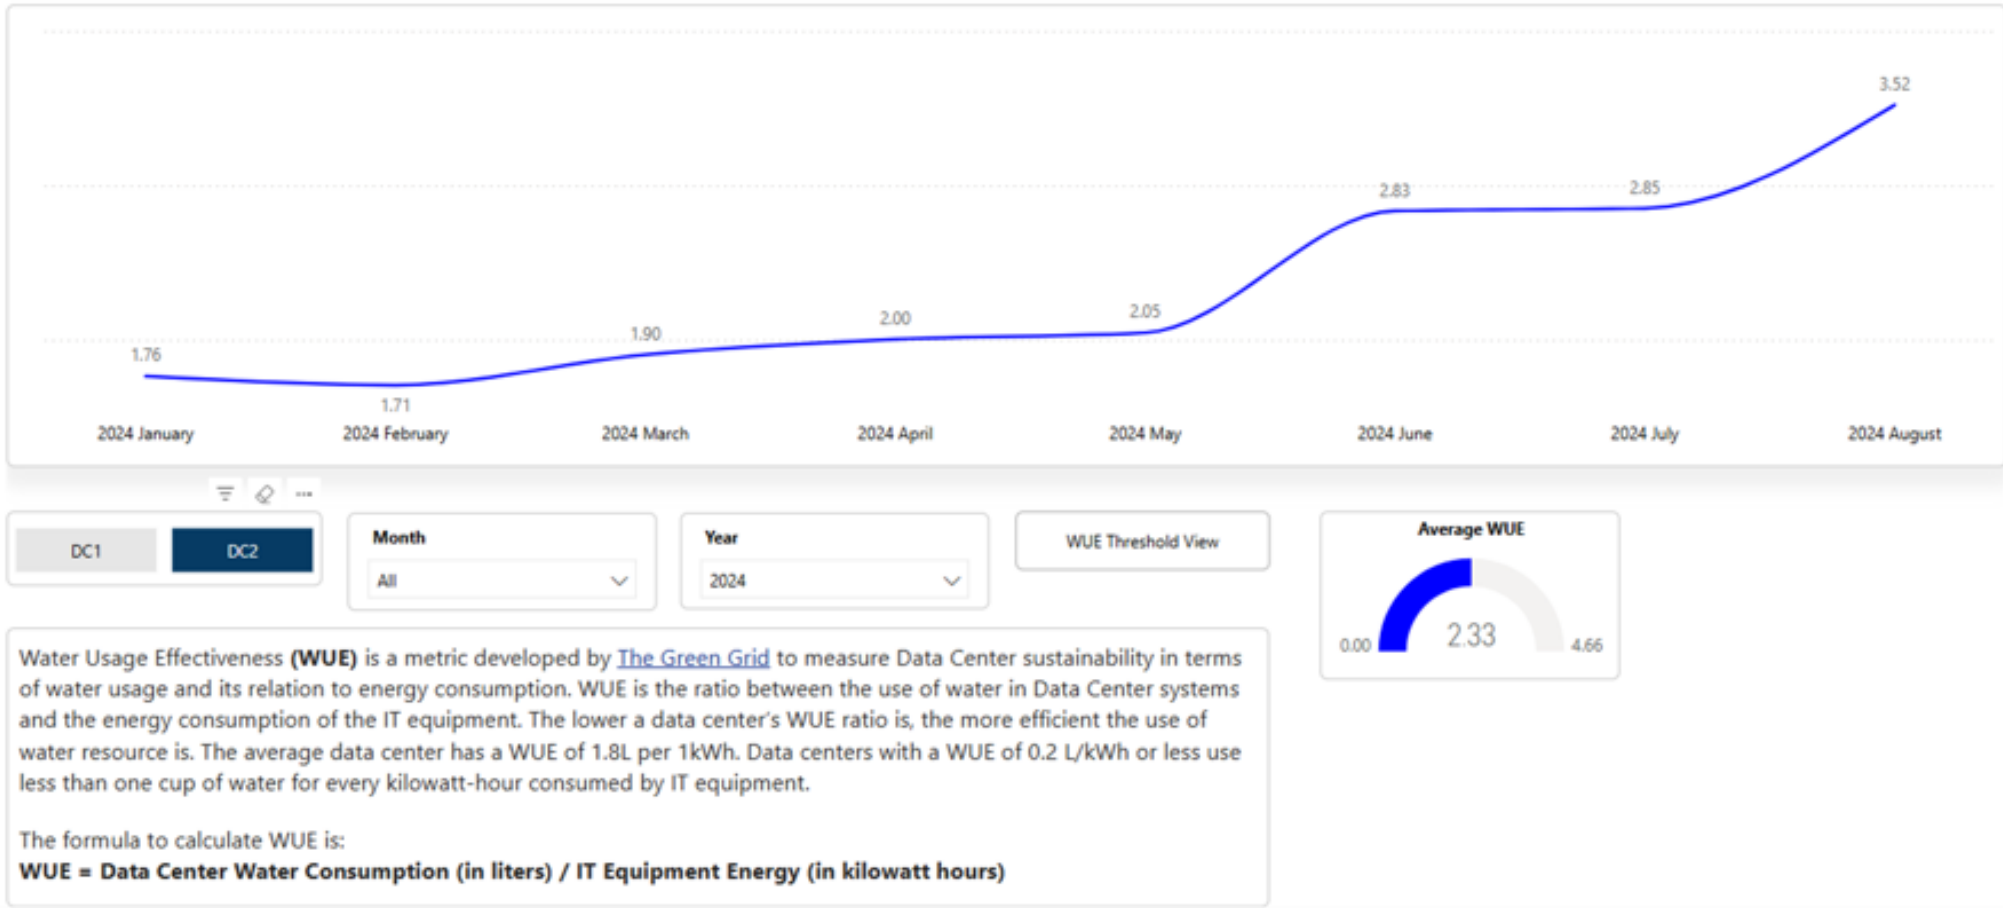 3.52
2.83
2.85
2.05
2.00
1.90
1.76
1.71
2024 January
2024 February
2024 March
2024 April
2024 May
2024 June
2024 July
2024 August
DC1
DC2
Month
All
Year
2024
WUE Threshold View
Average WUE
0.00
2.33
4.66
Water Usage Effectiveness (WUE) is a metric developed by The Green Grid to measure Data Center sustainability in terms
of water usage and its relation to energy consumption. WUE is the ratio between the use of water in Data Center systems
and the energy consumption of the IT equipment. The lower a data center's WUE ratio is, the more efficient the use of
water resource is. The average data center has a WUE of 1.8L per 1kWh. Data centers with a WUE of 0.2 L/kWh or less use
less than one cup of water for every kilowatt-hour consumed by IT equipment.
The formula to calculate WUE is:
WUE = Data Center Water Consumption (in liters) / IT Equipment Energy (in kilowatt hours)